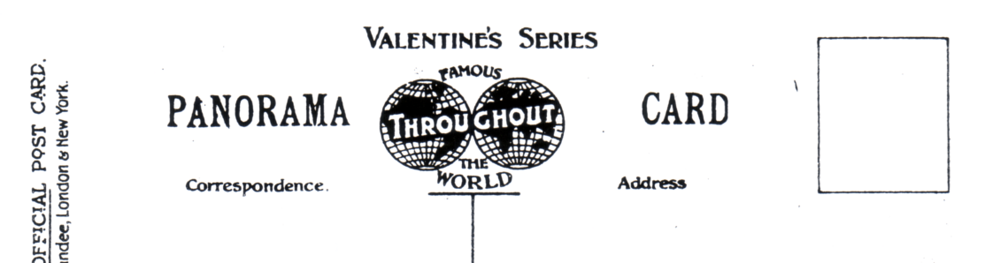 VALENTINE'S SERIES
FAMOUS
PANORAMA
THROUGHOUT
CARD
THE
WORLD
Correspondence.
Address
OFFICIAL POST CARD.
London & New York.